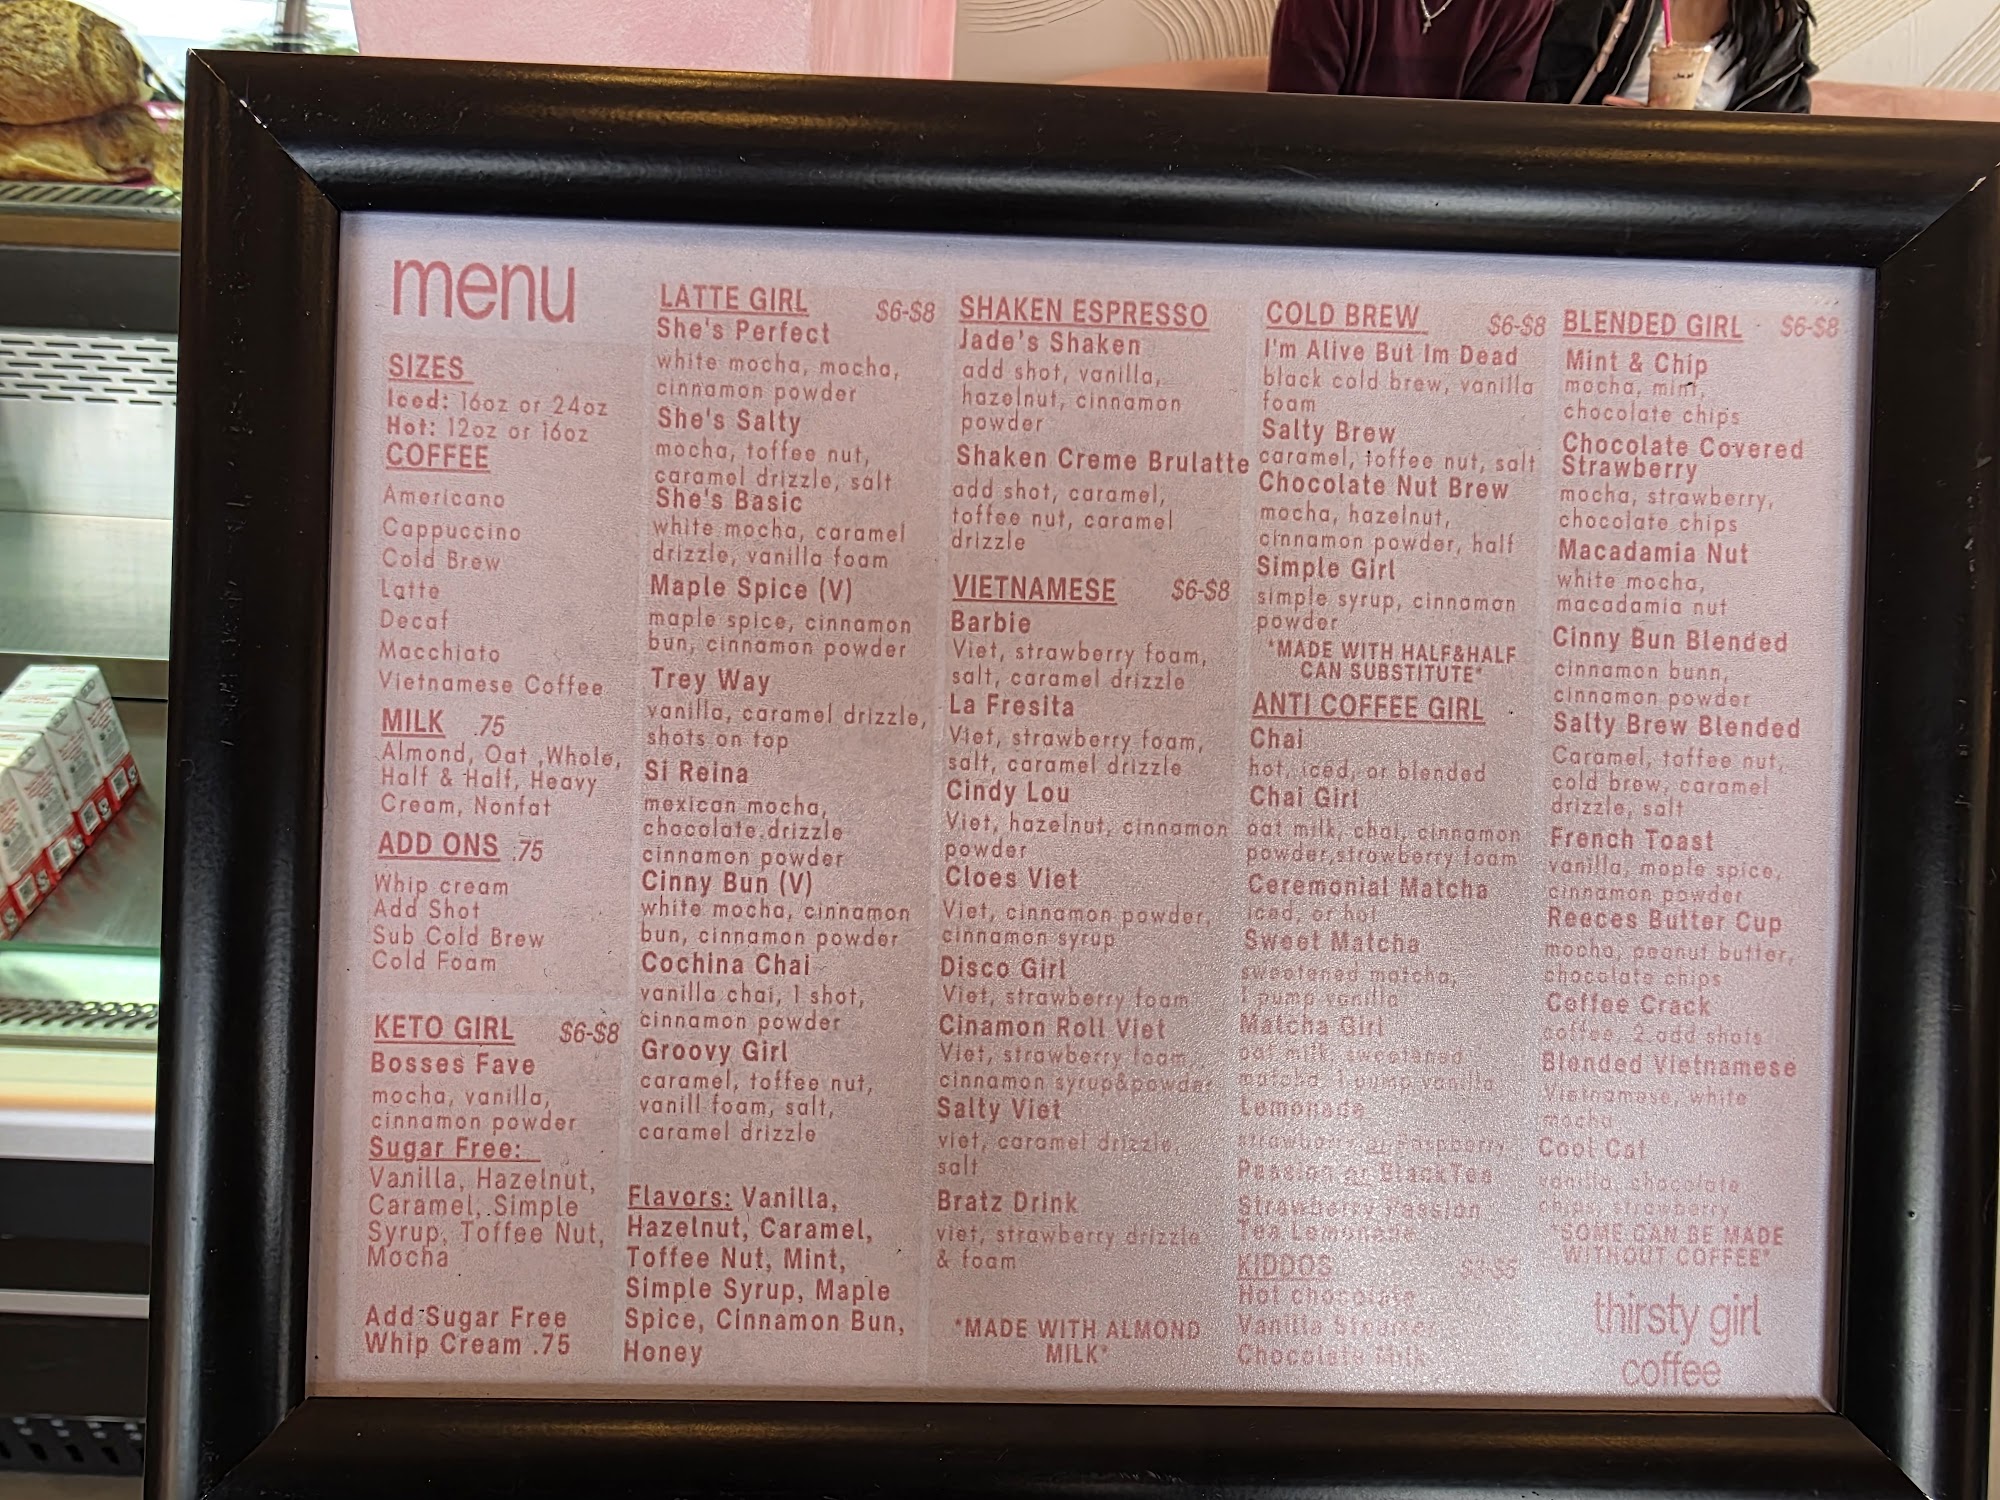 menu
SIZES
Iced: 16oz or 24oz
Hot: 12oz or 16oz
COFFEE
Americano
Cappuccino
Cold Brew
Latte
Decaf
Macchiato
Vietnamese Coffee
MILK .75
Almond, Oat ,Whole,
Half & Half, Heavy
Cream, Nonfat
ADD ONS .75
Whip cream
Add Shot
Sub Cold Brew
Cold Foam
KETO GIRL $6-$8
Bosses Fave
mocha, vanilla,
cinnamon powder
Sugar Free:
Vanilla, Hazelnut,
Caramel, Simple
Syrup, Toffee Nut,
Mocha
Add Sugar Free
Whip Cream .75
LATTE GIRL $6-$8
She's Perfect
white mocha, mocha,
cinnamon powder
She's Salty
mocha, toffee nut,
caramel drizzle, salt
She's Basic
white mocha, caramel
drizzle, vanilla foam
Maple Spice (V)
maple spice, cinnamon
bun, cinnamon powder
Trey Way
vanilla, caramel drizzle,
shots on top
Si Reina
mexican mocha,
chocolate drizzle
cinnamon powder
Cinny Bun (V)
white mocha, cinnamon
bun, cinnamon powder
Cochina Chai
vanilla chai, 1 shot,
cinnamon powder
Groovy Girl
caramel, toffee nut,
vanill foam, salt,
caramel drizzle
Flavors: Vanilla,
Hazelnut, Caramel,
Toffee Nut, Mint,
Simple Syrup, Maple
Spice, Cinnamon Bun,
Honey
SHAKEN ESPRESSO
Jade's Shaken
add shot, vanilla,
hazelnut, cinnamon
powder
Shaken Creme Brulatte
add shot, caramel,
toffee nut, caramel
drizzle
VIETNAMESE $6-$8
Barbie
Viet, strawberry foam,
salt, caramel drizzle
La Fresita
Viet, strawberry foam,
salt, caramel drizzle
Cindy Lou
Viet, hazelnut, cinnamon
powder
Cloes Viet
Viet, cinnamon powder,
cinnamon syrup
Disco Girl
Viet, strawberry foam
Cinamon Roll Viet
Viet, strawberry foam,
cinnamon syrup&powder
Salty Viet
viet, caramel drizzle,
salt
Bratz Drink
viet, strawberry drizzle
& foam
*MADE WITH ALMOND
MILK*
COLD BREW $6-$8
I'm Alive But Im Dead
black cold brew, vanilla
foam
Salty Brew
caramel, toffee nut, salt
Chocolate Nut Brew
mocha, hazelnut,
cinnamon powder, half
Simple Girl
simple syrup, cinnamon
powder
*MADE WITH HALF&HALF
CAN SUBSTITUTE*
ANTI COFFEE GIRL
Chai
hot, iced, or blended
Chai Girl
oat milk, chai, cinnamon
powder,strowberry foam
Ceremonial Matcha
iced, or hot
Sweet Matcha
sweetened matcha,
1 pump vanilla
Matcha Girl
oat milk, sweetened
matcha, 1 pump vanilla
Lemonade
strawberry or Raspberry
Passion or BlackTea
Strawberry Passion
Tea Lemonade
KIDDOS $3-$5
Hot chocolate
Vanilla Steamer
Chocolate Milk
BLENDED GIRL $6-$8
Mint & Chip
mocha, mint,
chocolate chips
Chocolate Covered
Strawberry
mocha, strawberry,
chocolate chips
Macadamia Nut
white mocha,
macadamia nut
Cinny Bun Blended
cinnamon bunn,
cinnamon powder
Salty Brew Blended
Caramel, toffee nut,
cold brew, caramel
drizzle, salt
French Toast
vanilla, maple spice,
cinnamon powder
Reeces Butter Cup
mocha, peanut butter,
chocolate chips
Coffee Crack
coffee, 2 add shots
Blended Vietnamese
Vietnamese, white
mocha
Cool Cat
vanilla, chocolate
chips, strawberry
*SOME CAN BE MADE
WITHOUT COFFEE*
thirsty girl
coffee